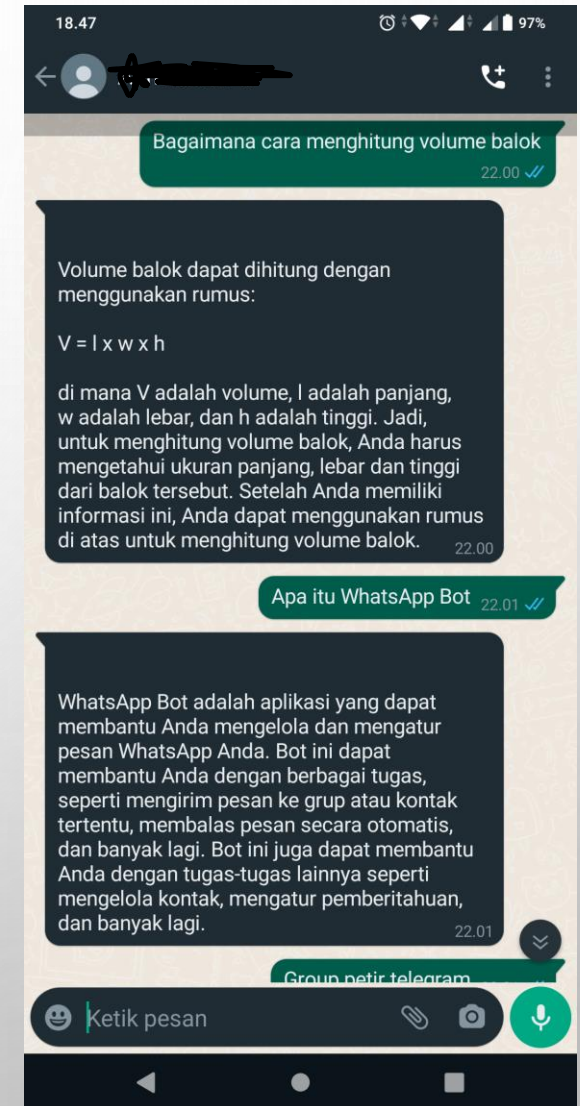 18.47
97%
Bagaimana cara menghitung volume balok
22.00
Volume balok dapat dihitung dengan
menggunakan rumus:
V = l x w x h
di mana V adalah volume, l adalah panjang,
w adalah lebar, dan h adalah tinggi. Jadi,
untuk menghitung volume balok, Anda harus
mengetahui ukuran panjang, lebar dan tinggi
dari balok tersebut. Setelah Anda memiliki
informasi ini, Anda dapat menggunakan rumus
di atas untuk menghitung volume balok.
22.00
Apa itu WhatsApp Bot
22.01
WhatsApp Bot adalah aplikasi yang dapat
membantu Anda mengelola dan mengatur
pesan WhatsApp Anda. Bot ini dapat
membantu Anda dengan berbagai tugas,
seperti mengirim pesan ke grup atau kontak
tertentu, membalas pesan secara otomatis,
dan banyak lagi. Bot ini juga dapat membantu
Anda dengan tugas-tugas lainnya seperti
mengelola kontak, mengatur pemberitahuan,
dan banyak lagi.
22.01
Group petir telegram
Ketik pesan